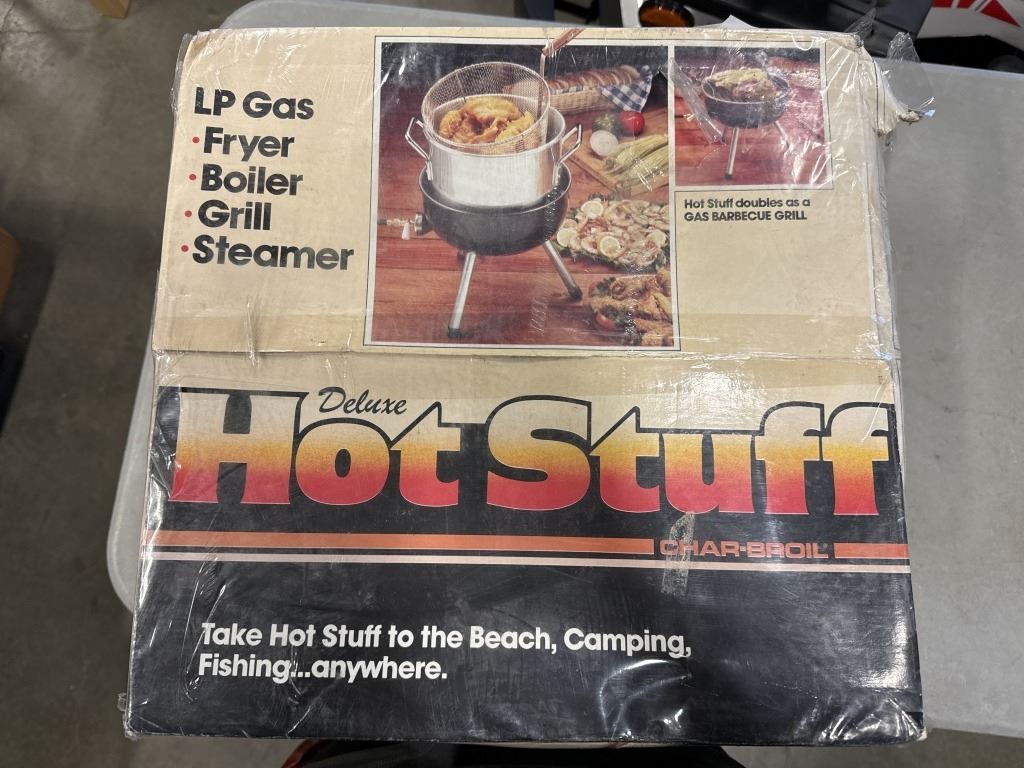 LP Gas
• Fryer
• Boiler
• Grill
• Steamer
Hot Stuff doubles as a
GAS BARBECUE GRILL
Deluxe
Hot Stuff
CHAR-BROIL®
Take Hot Stuff to the Beach, Camping,
Fishing...anywhere.